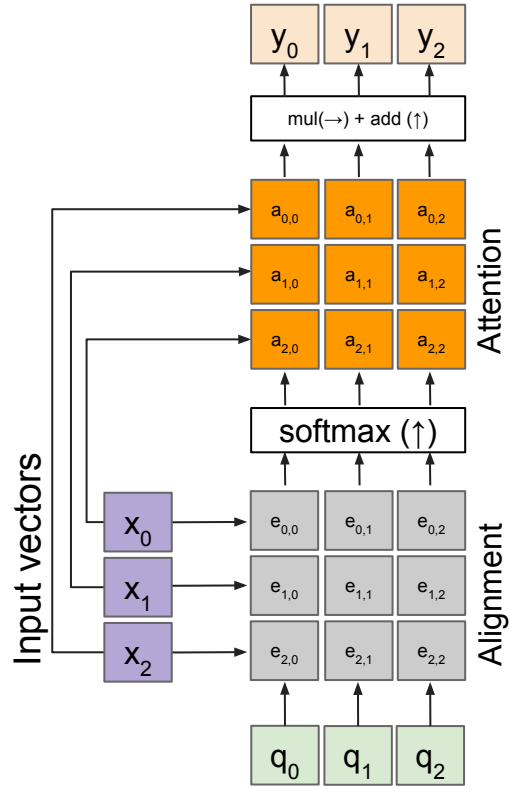 y0 y1 y2
mul(→) + add (↑)
a0,0 a0,1 a0,2
a1,0 a1,1 a1,2
a2,0 a2,1 a2,2
Attention
softmax (↑)
Input vectors
x0 e0,0 e0,1 e0,2
x1 e1,0 e1,1 e1,2
x2 e2,0 e2,1 e2,2
Alignment
q0 q1 q2